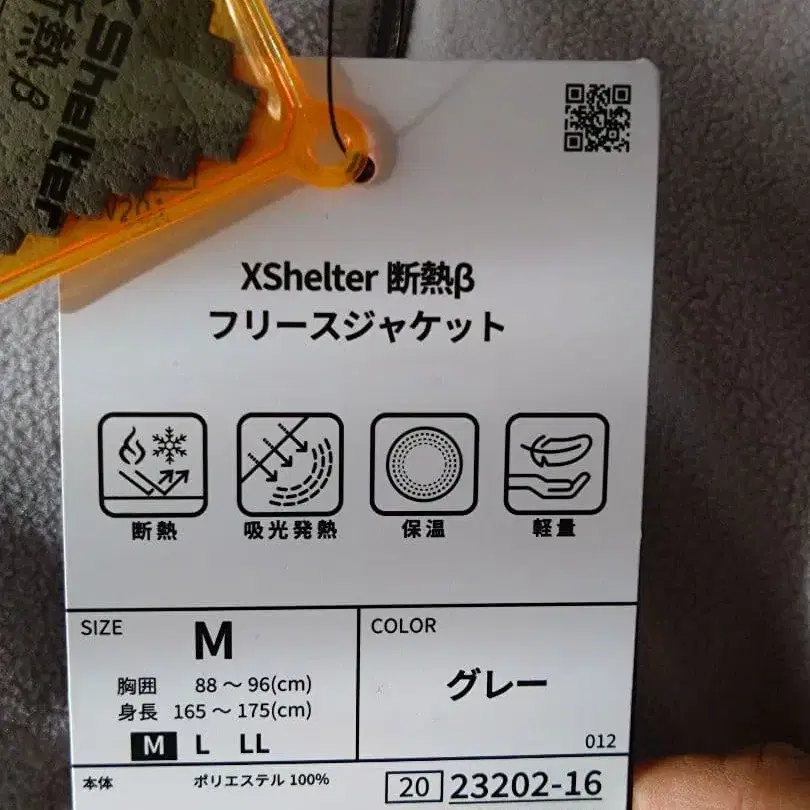 XShelter
断熱β
XShelter 断熱β
フリースジャケット
断熱 吸光発熱 保温 軽量
SIZE M
胸囲 88～96(cm)
身長 165～175(cm)
M L LL
COLOR
グレー
012
本体 ポリエステル 100%
20 23202-16